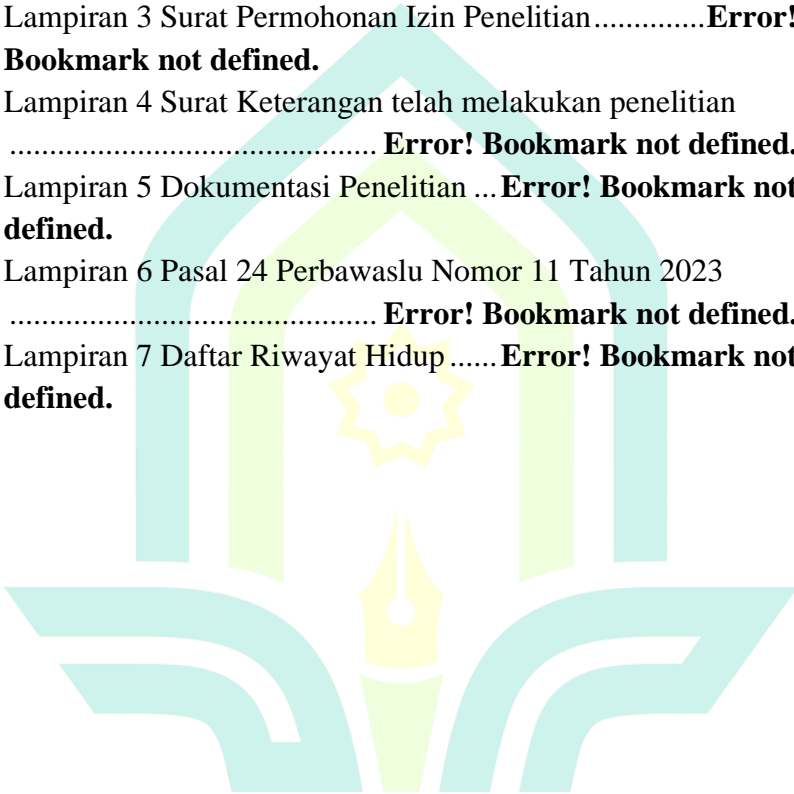 Lampiran 3 Surat Permohonan Izin Penelitian..............Error!
Bookmark not defined.
Lampiran 4 Surat Keterangan telah melakukan penelitian
.............................................. Error! Bookmark not defined.
Lampiran 5 Dokumentasi Penelitian ...Error! Bookmark not
defined.
Lampiran 6 Pasal 24 Perbawaslu Nomor 11 Tahun 2023
.............................................. Error! Bookmark not defined.
Lampiran 7 Daftar Riwayat Hidup ......Error! Bookmark not
defined.